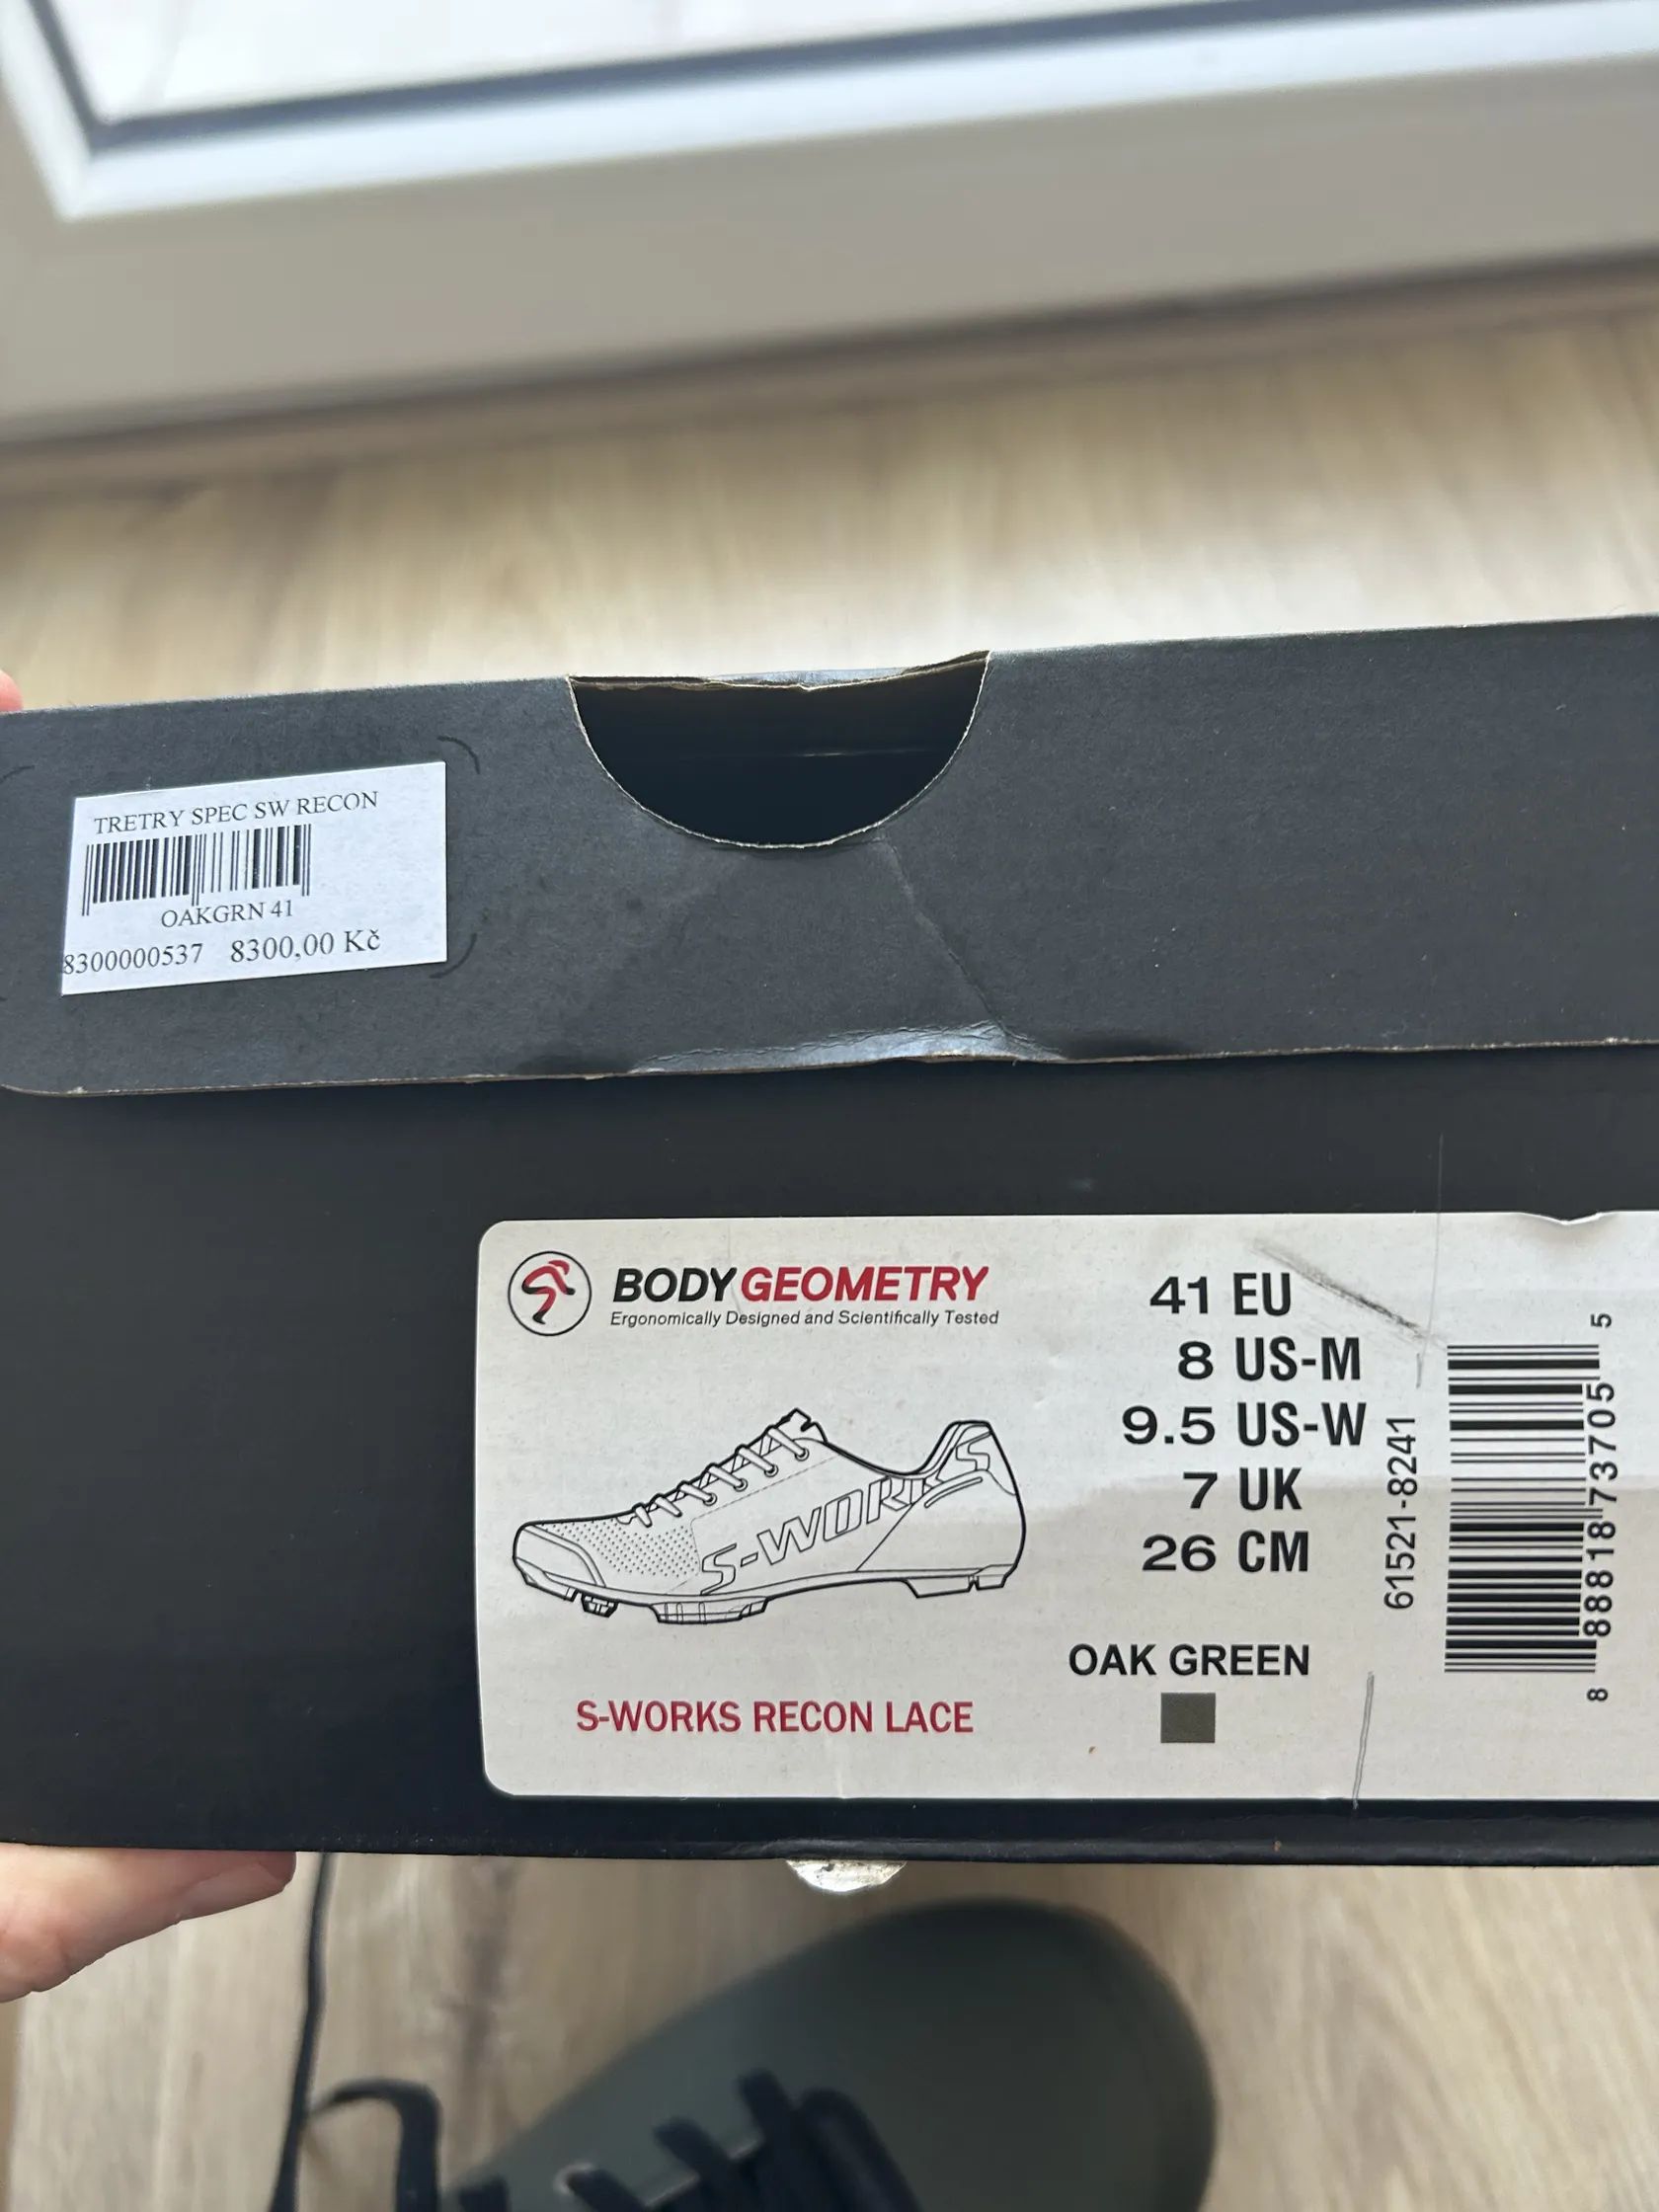 TRETRY SPEC SW RECON
OAKGRN 41
8300000537 8300,00 Kč
BODY GEOMETRY
Ergonomically Designed and Scientifically Tested
41 EU
8 US-M
9.5 US-W
7 UK
26 CM
S-WORKS
S
OAK GREEN
S-WORKS RECON LACE
61521-8241
8 88818 73705 5